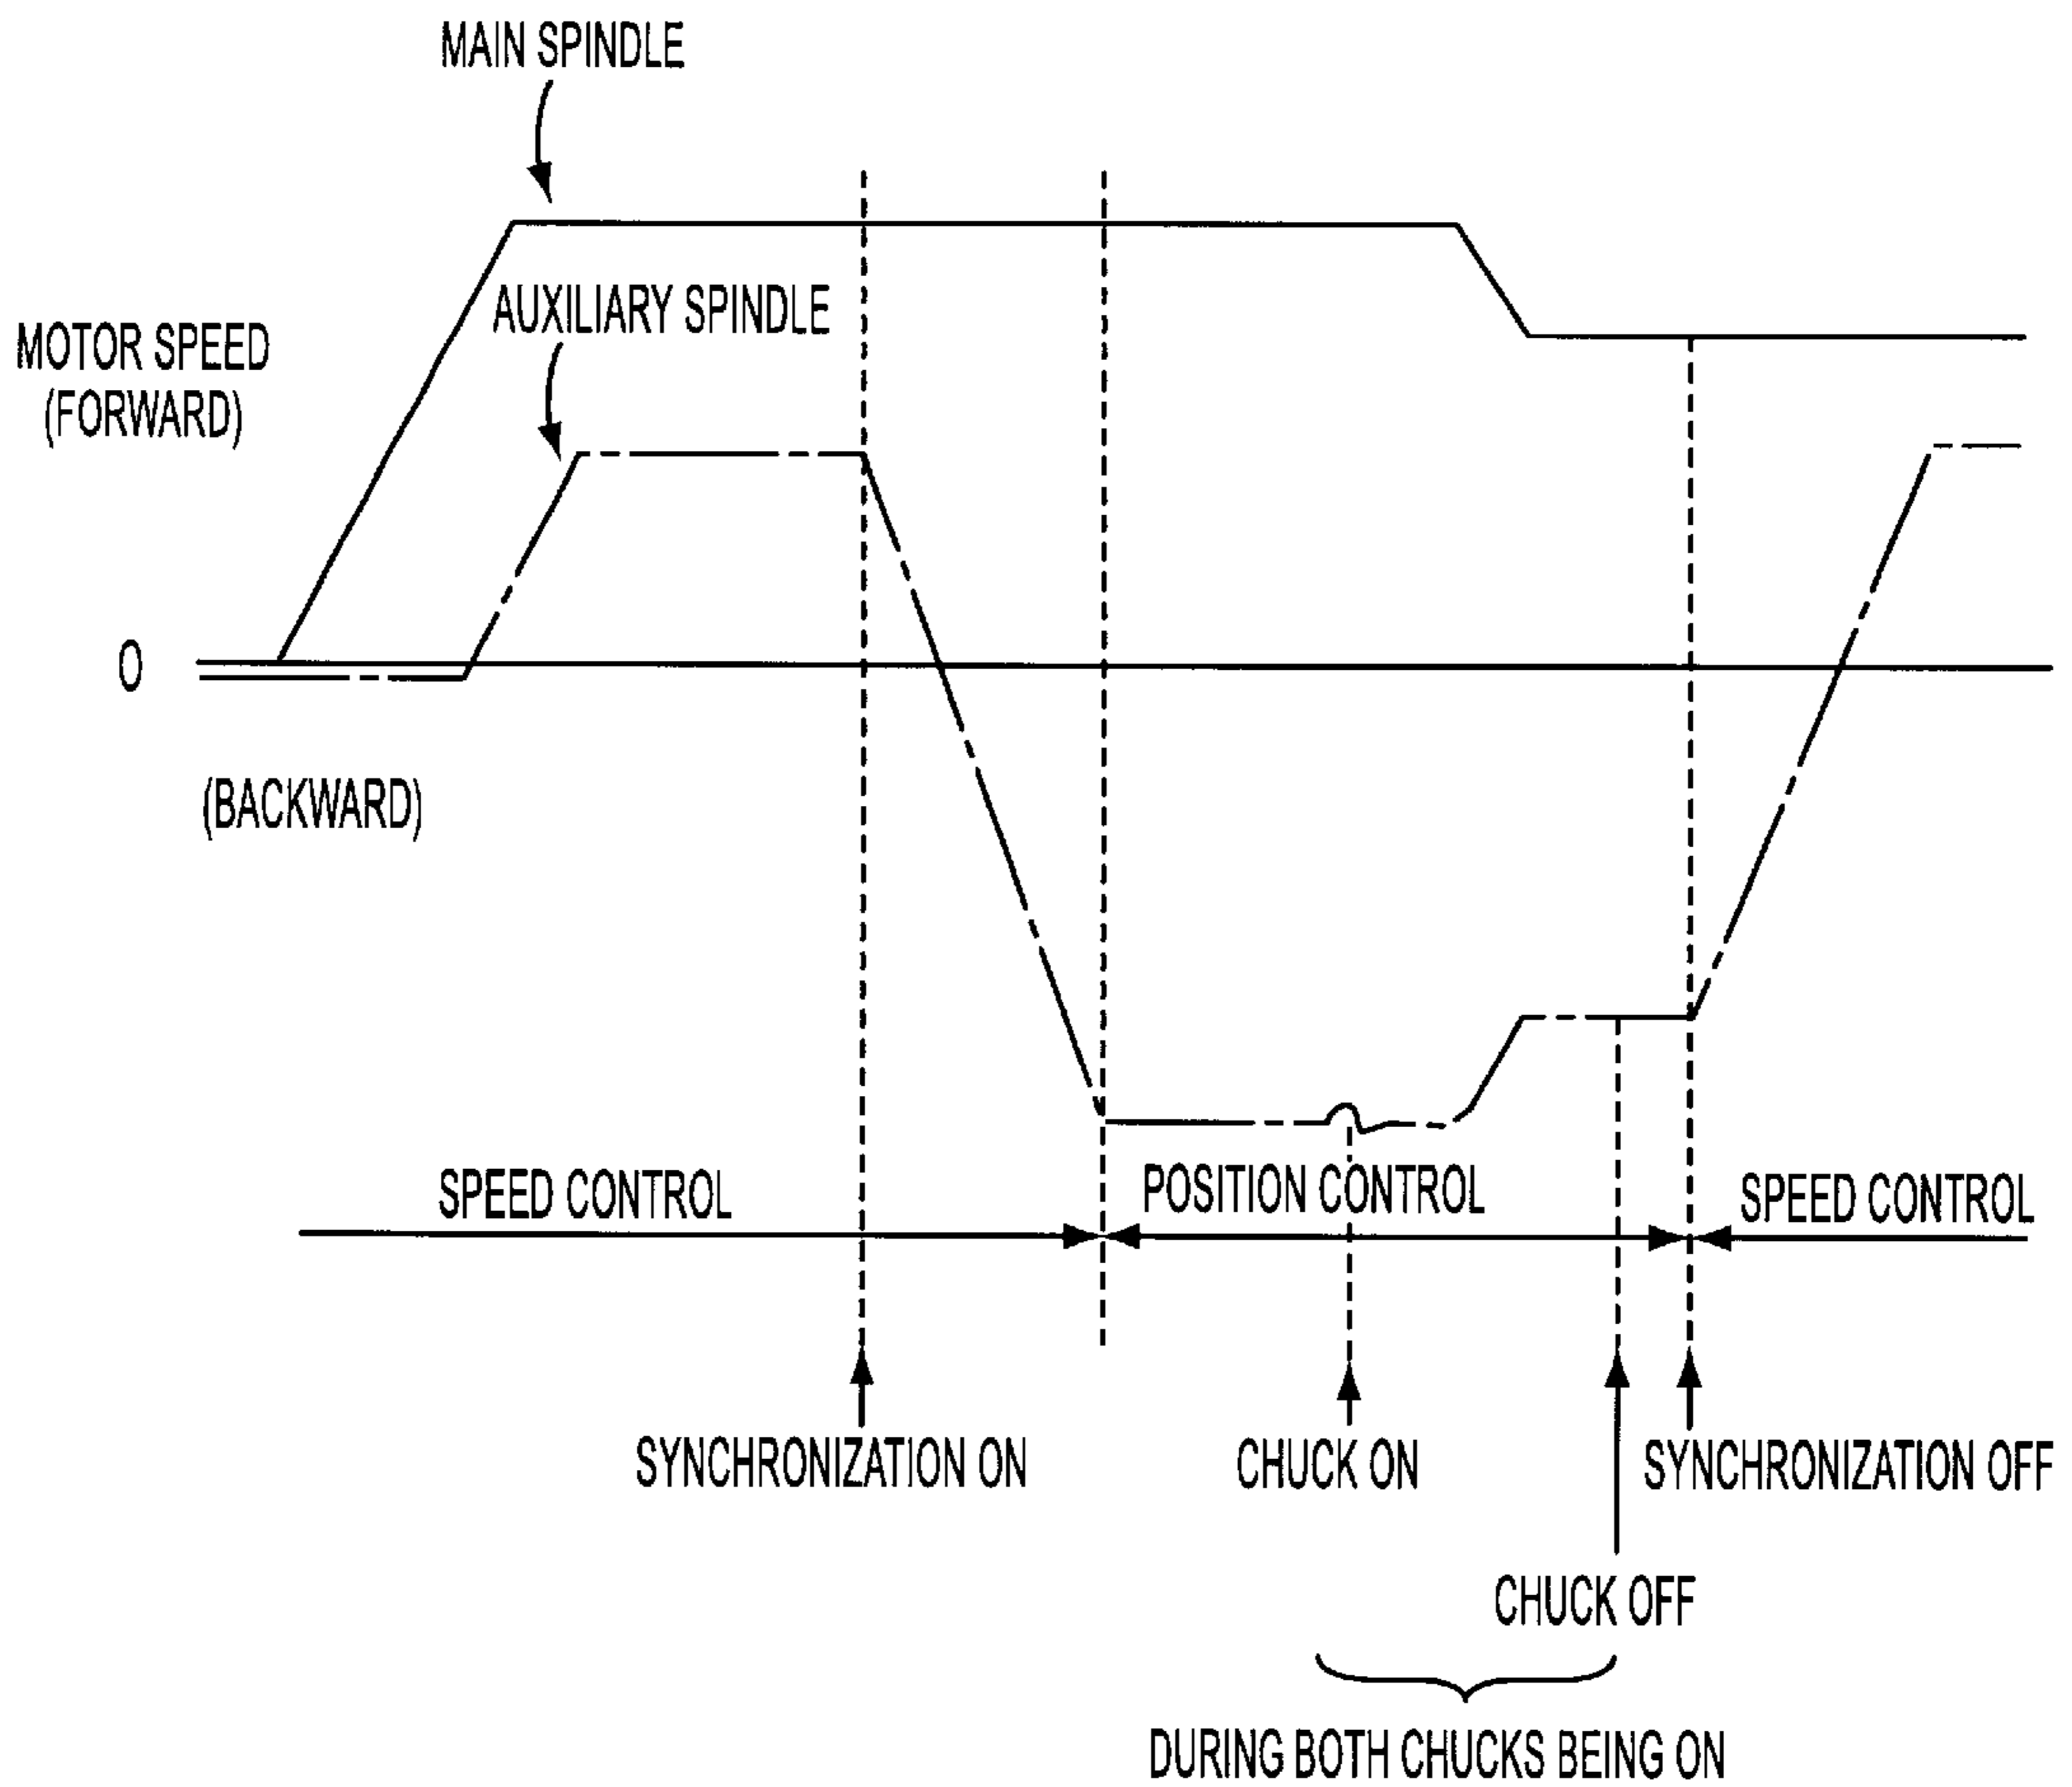 MAIN SPINDLE
AUXILIARY SPINDLE
MOTOR SPEED
(FORWARD)
0
(BACKWARD)
SPEED CONTROL
POSITION CONTROL
SPEED CONTROL
SYNCHRONIZATION ON
CHUCK ON
SYNCHRONIZATION OFF
CHUCK OFF
DURING BOTH CHUCKS BEING ON